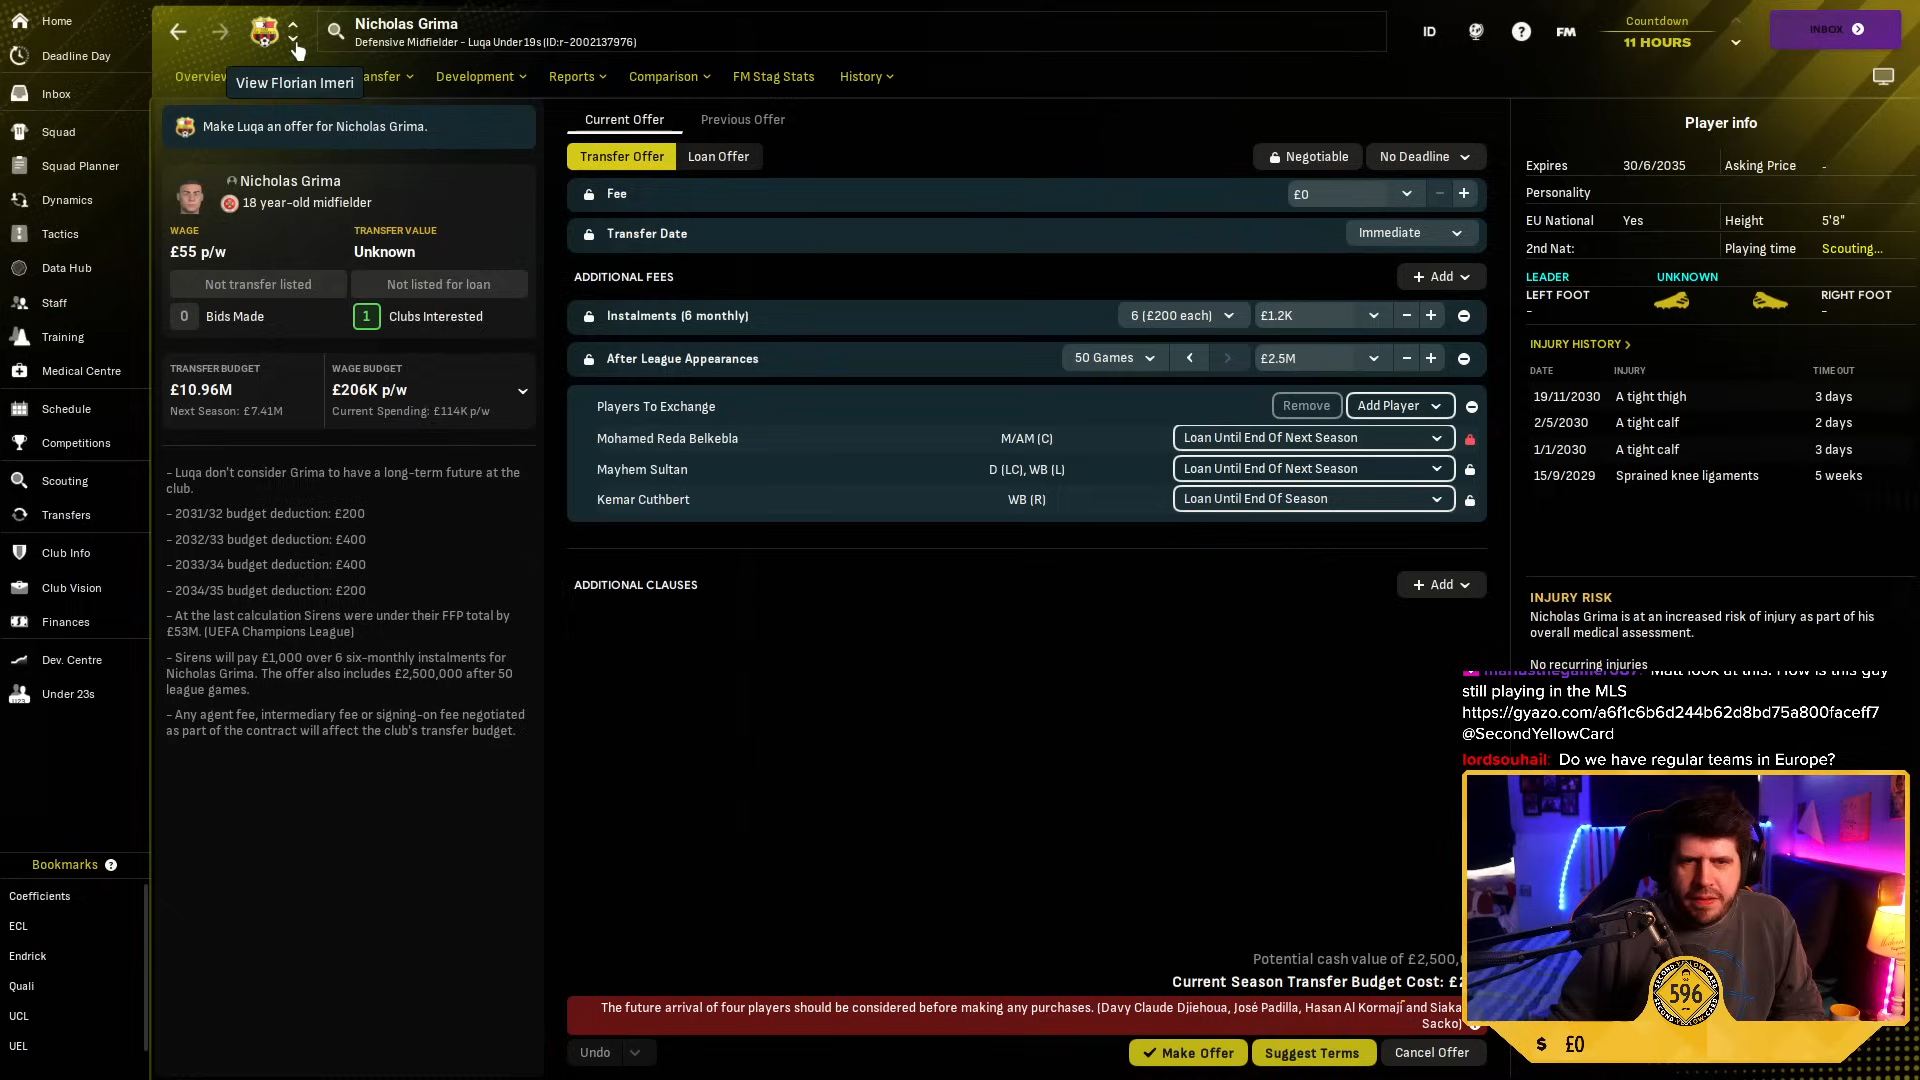 Home
Deadline Day
Inbox
Squad
Squad Planner
Dynamics
Tactics
Data Hub
Staff
Training
Medical Centre
Schedule
Competitions
Scouting
Transfers
Club Info
Club Vision
Finances
Dev. Centre
Under 23s
Bookmarks
Coefficients
ECL
Endrick
Quali
UCL
UEL
Nicholas Grima
Defensive Midfielder - Luqa Under19s (ID:r-2002137976)
ID
FM
Countdown
11 HOURS
INBOX
Overview
View Florian Imeri
Development
Reports
Comparison
FM Stag Stats
History
Make Luqa an offer for Nicholas Grima.
Nicholas Grima
18 year-old midfielder
WAGE
£55 p/w
TRANSFER VALUE
Unknown
Not transfer listed
Not listed for loan
0 Bids Made
1 Clubs Interested
TRANSFER BUDGET
£10.96M
Next Season: £7.41M
WAGE BUDGET
£206K p/w
Current Spending: £114K p/w
- Luqa don't consider Grima to have a long-term future at the
club.
- 2031/32 budget deduction: £200
- 2032/33 budget deduction: £400
- 2033/34 budget deduction: £400
- 2034/35 budget deduction: £200
- At the last calculation Sirens were under their FFP total by
£53M. (UEFA Champions League)
- Sirens will pay £1,000 over 6 six-monthly instalments for
Nicholas Grima. The offer also includes £2,500,000 after 50
league games.
- Any agent fee, intermediary fee or signing-on fee negotiated
as part of the contract will affect the club's transfer budget.
Current Offer
Previous Offer
Transfer Offer
Loan Offer
Negotiable
No Deadline
Fee £0
Transfer Date Immediate
ADDITIONAL FEES
Add
Instalments (6 monthly) 6 (£200 each) £1.2K
After League Appearances 50 Games £2.5M
Players To Exchange Remove Add Player
Mohamed Reda Belkebla M/AM (C) Loan Until End Of Next Season
Mayhem Sultan D (LC), WB (L) Loan Until End Of Next Season
Kemar Cuthbert WB (R) Loan Until End Of Season
ADDITIONAL CLAUSES
Add
Potential cash value of £2,500,
Current Season Transfer Budget Cost:
The future arrival of four players should be considered before making any purchases. (Davy Claude Djiehoua, José Padilla, Hasan Al Kormaji and Siaka
Sacko)
Undo
Make Offer
Suggest Terms
Cancel Offer
Player info
Expires 30/6/2035 Asking Price -
Personality
EU National Yes Height 5'8"
2nd Nat: Playing time Scouting...
LEADER UNKNOWN
LEFT FOOT
-
RIGHT FOOT
-
INJURY HISTORY
DATE INJURY TIME OUT
19/11/2030 A tight thigh 3 days
2/5/2030 A tight calf 2 days
1/1/2030 A tight calf 3 days
15/9/2029 Sprained knee ligaments 5 weeks
INJURY RISK
Nicholas Grima is at an increased risk of injury as part of his
overall medical assessment.
No recurring injuries
Matt look at this. How is this guy
still playing in the MLS
https://gyazo.com/a6f1c6b6d244b62d8bd75a800faceff7
@SecondYellowCard
lordsouhail: Do we have regular teams in Europe?
SECOND YELLOW CARD
596
$ £0